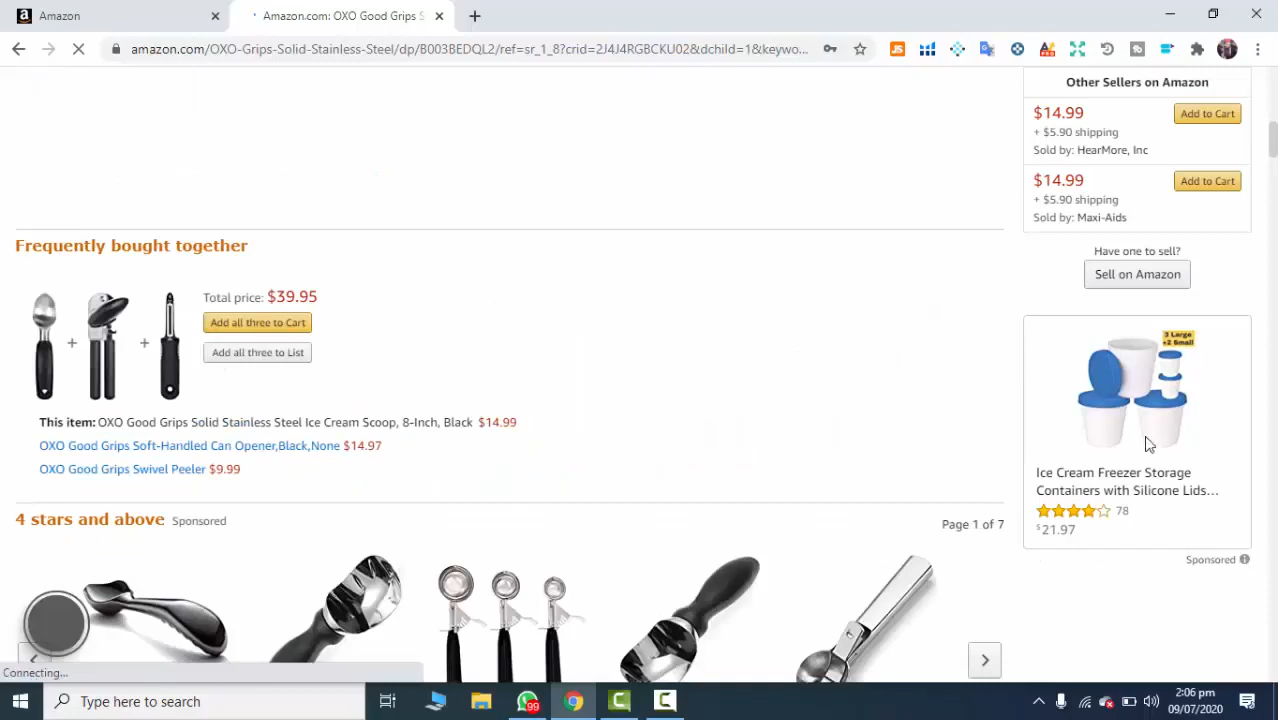 Amazon
Amazon.com: OXO Good Grips S
amazon.com/OXO-Grips-Solid-Stainless-Steel/dp/B003BEDQL2/ref=sr_1_8?crid=2J4J4RGBCKU02&dchild=1&keywo...
Other Sellers on Amazon
$14.99 Add to Cart
+ $5.90 shipping
Sold by: HearMore, Inc
$14.99 Add to Cart
+ $5.90 shipping
Sold by: Maxi-Aids
Have one to sell?
Sell on Amazon
Frequently bought together
Total price: $39.95
Add all three to Cart
Add all three to List
This item: OXO Good Grips Solid Stainless Steel Ice Cream Scoop, 8-Inch, Black $14.99
OXO Good Grips Soft-Handled Can Opener,Black,None $14.97
OXO Good Grips Swivel Peeler $9.99
3 Large
+2 Small
Ice Cream Freezer Storage
Containers with Silicone Lids...
78
$21.97
Sponsored
4 stars and above Sponsored
Page 1 of 7
Connecting...
Type here to search
99
2:06 pm
09/07/2020